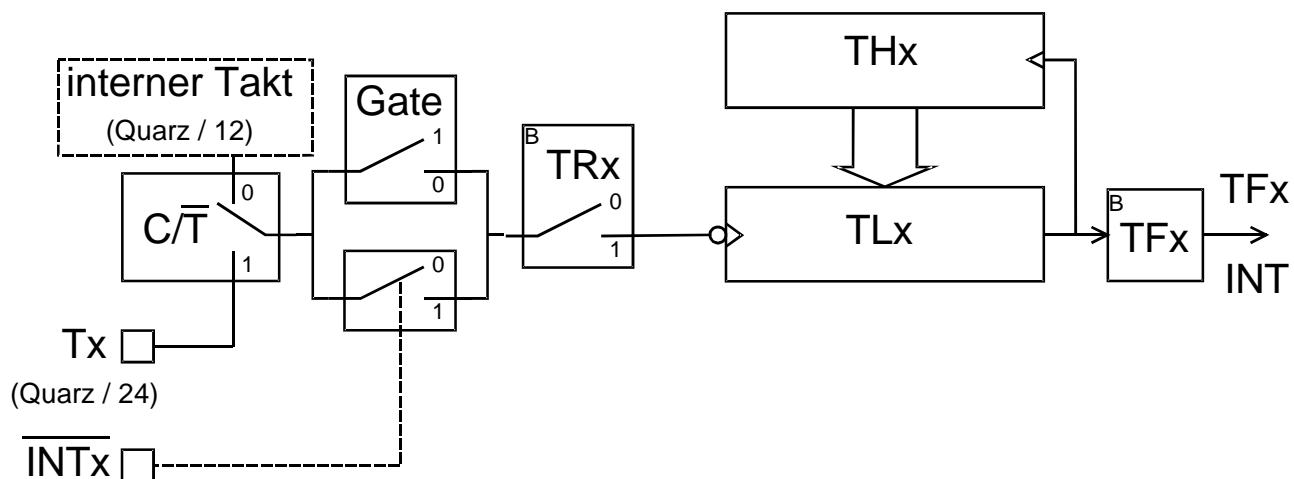 interner Takt
(Quarz / 12)
0
C/T̅
1
Tx
(Quarz / 24)
I̅N̅T̅x̅
Gate
1
0
0
1
B
TRx
0
1
THx
TLx
B
TFx
TFx
INT